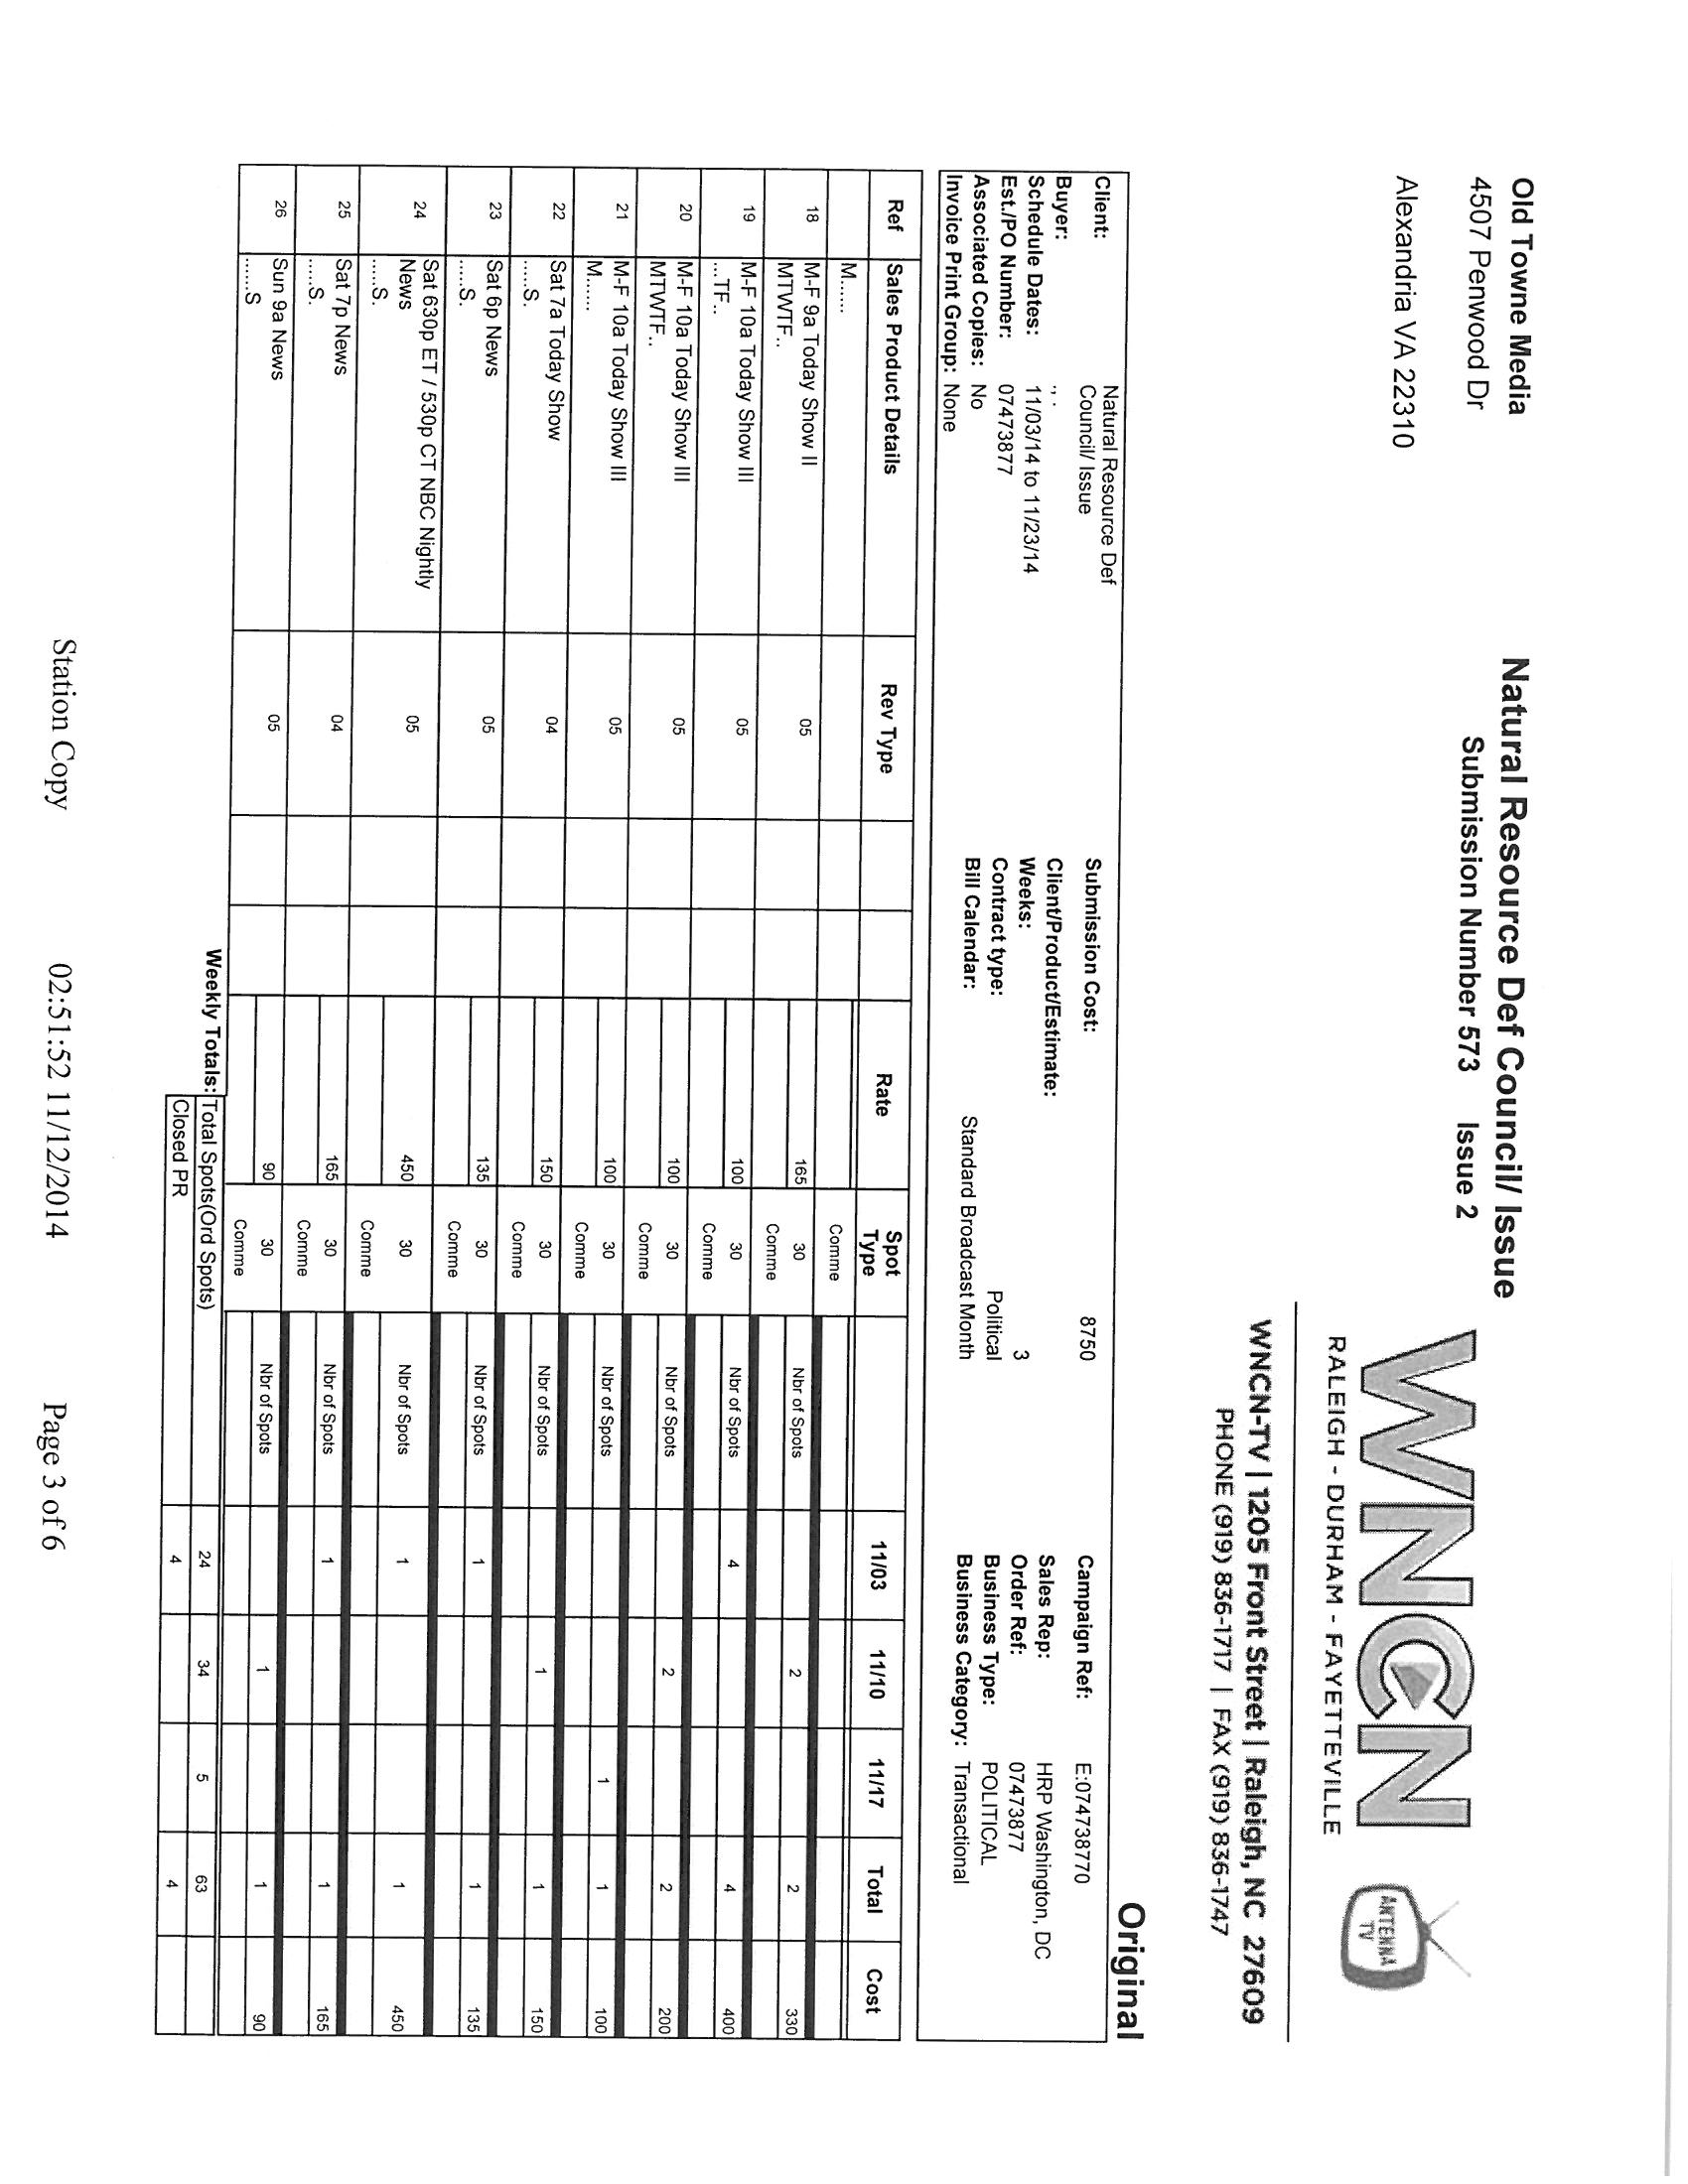 Old Towne Media
4507 Penwood Dr
Alexandria VA 22310
Natural Resource Def Council/ Issue
Submission Number 573 Issue 2
WNCN
RALEIGH - DURHAM - FAYETTEVILLE
ANTENNA
TV
WNCN-TV | 1205 Front Street | Raleigh, NC 27609
PHONE (919) 836-1717 | FAX (919) 836-1747
Original
Client: Natural Resource Def Council/ Issue
Buyer: ., .
Schedule Dates: 11/03/14 to 11/23/14
Est./PO Number: 07473877
Associated Copies: No
Invoice Print Group: None
Submission Cost: 8750
Client/Product/Estimate:
Weeks: 3
Contract type: Political
Bill Calendar: Standard Broadcast Month
Campaign Ref: E:074738770
Sales Rep: HRP Washington, DC
Order Ref: 07473877
Business Type: POLITICAL
Business Category: Transactional
Ref Sales Product Details Rev Type Rate Spot Type 11/03 11/10 11/17 Total Cost
M...... Comme
18 M-F 9a Today Show II 05 165 30 Nbr of Spots 2 2 330
MTWTF.. Comme
19 M-F 10a Today Show III 05 100 30 Nbr of Spots 4 4 400
...TF.. Comme
20 M-F 10a Today Show III 05 100 30 Nbr of Spots 2 2 200
MTWTF.. Comme
21 M-F 10a Today Show III 05 100 30 Nbr of Spots 1 1 100
M...... Comme
22 Sat 7a Today Show 04 150 30 Nbr of Spots 1 1 150
.....S. Comme
23 Sat 6p News 05 135 30 Nbr of Spots 1 1 135
.....S. Comme
24 Sat 630p ET / 530p CT NBC Nightly News 05 450 30 Nbr of Spots 1 1 450
.....S. Comme
25 Sat 7p News 04 165 30 Nbr of Spots 1 1 165
.....S. Comme
26 Sun 9a News 05 90 30 Nbr of Spots 1 1 90
......S Comme
Weekly Totals: Total Spots(Ord Spots) 24 34 5 63
Closed PR 4 4
Station Copy 02:51:52 11/12/2014 Page 3 of 6